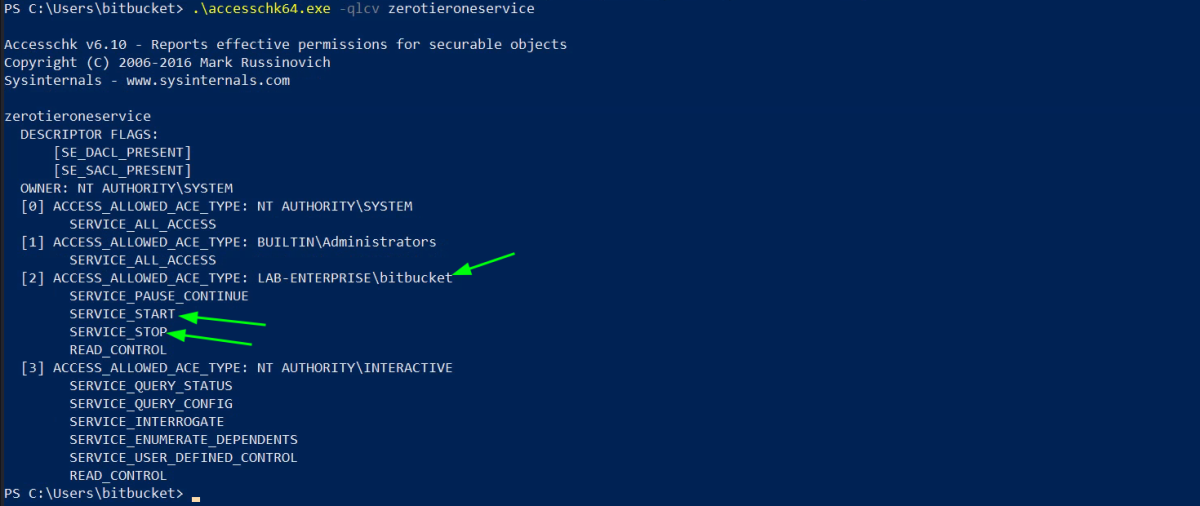 PS C:\Users\bitbucket> .\accesschk64.exe -qlcv zerotieroneservice
Accesschk v6.10 - Reports effective permissions for securable objects
Copyright (C) 2006-2016 Mark Russinovich
Sysinternals - www.sysinternals.com
zerotieroneservice
DESCRIPTOR FLAGS:
[SE_DACL_PRESENT]
[SE_SACL_PRESENT]
OWNER: NT AUTHORITY\SYSTEM
[0] ACCESS_ALLOWED_ACE_TYPE: NT AUTHORITY\SYSTEM
SERVICE_ALL_ACCESS
[1] ACCESS_ALLOWED_ACE_TYPE: BUILTIN\Administrators
SERVICE_ALL_ACCESS
[2] ACCESS_ALLOWED_ACE_TYPE: LAB-ENTERPRISE\bitbucket
SERVICE_PAUSE_CONTINUE
SERVICE_START
SERVICE_STOP
READ_CONTROL
[3] ACCESS_ALLOWED_ACE_TYPE: NT AUTHORITY\INTERACTIVE
SERVICE_QUERY_STATUS
SERVICE_QUERY_CONFIG
SERVICE_INTERROGATE
SERVICE_ENUMERATE_DEPENDENTS
SERVICE_USER_DEFINED_CONTROL
READ_CONTROL
PS C:\Users\bitbucket>